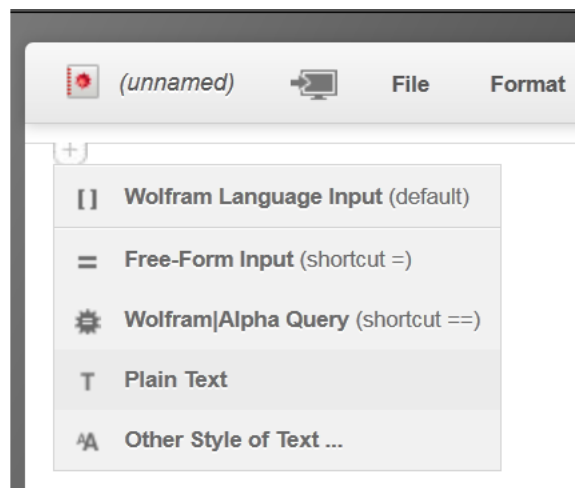 (unnamed) File Format
+
[ ] Wolfram Language Input (default)
= Free-Form Input (shortcut =)
Wolfram|Alpha Query (shortcut ==)
T Plain Text
AA Other Style of Text ...